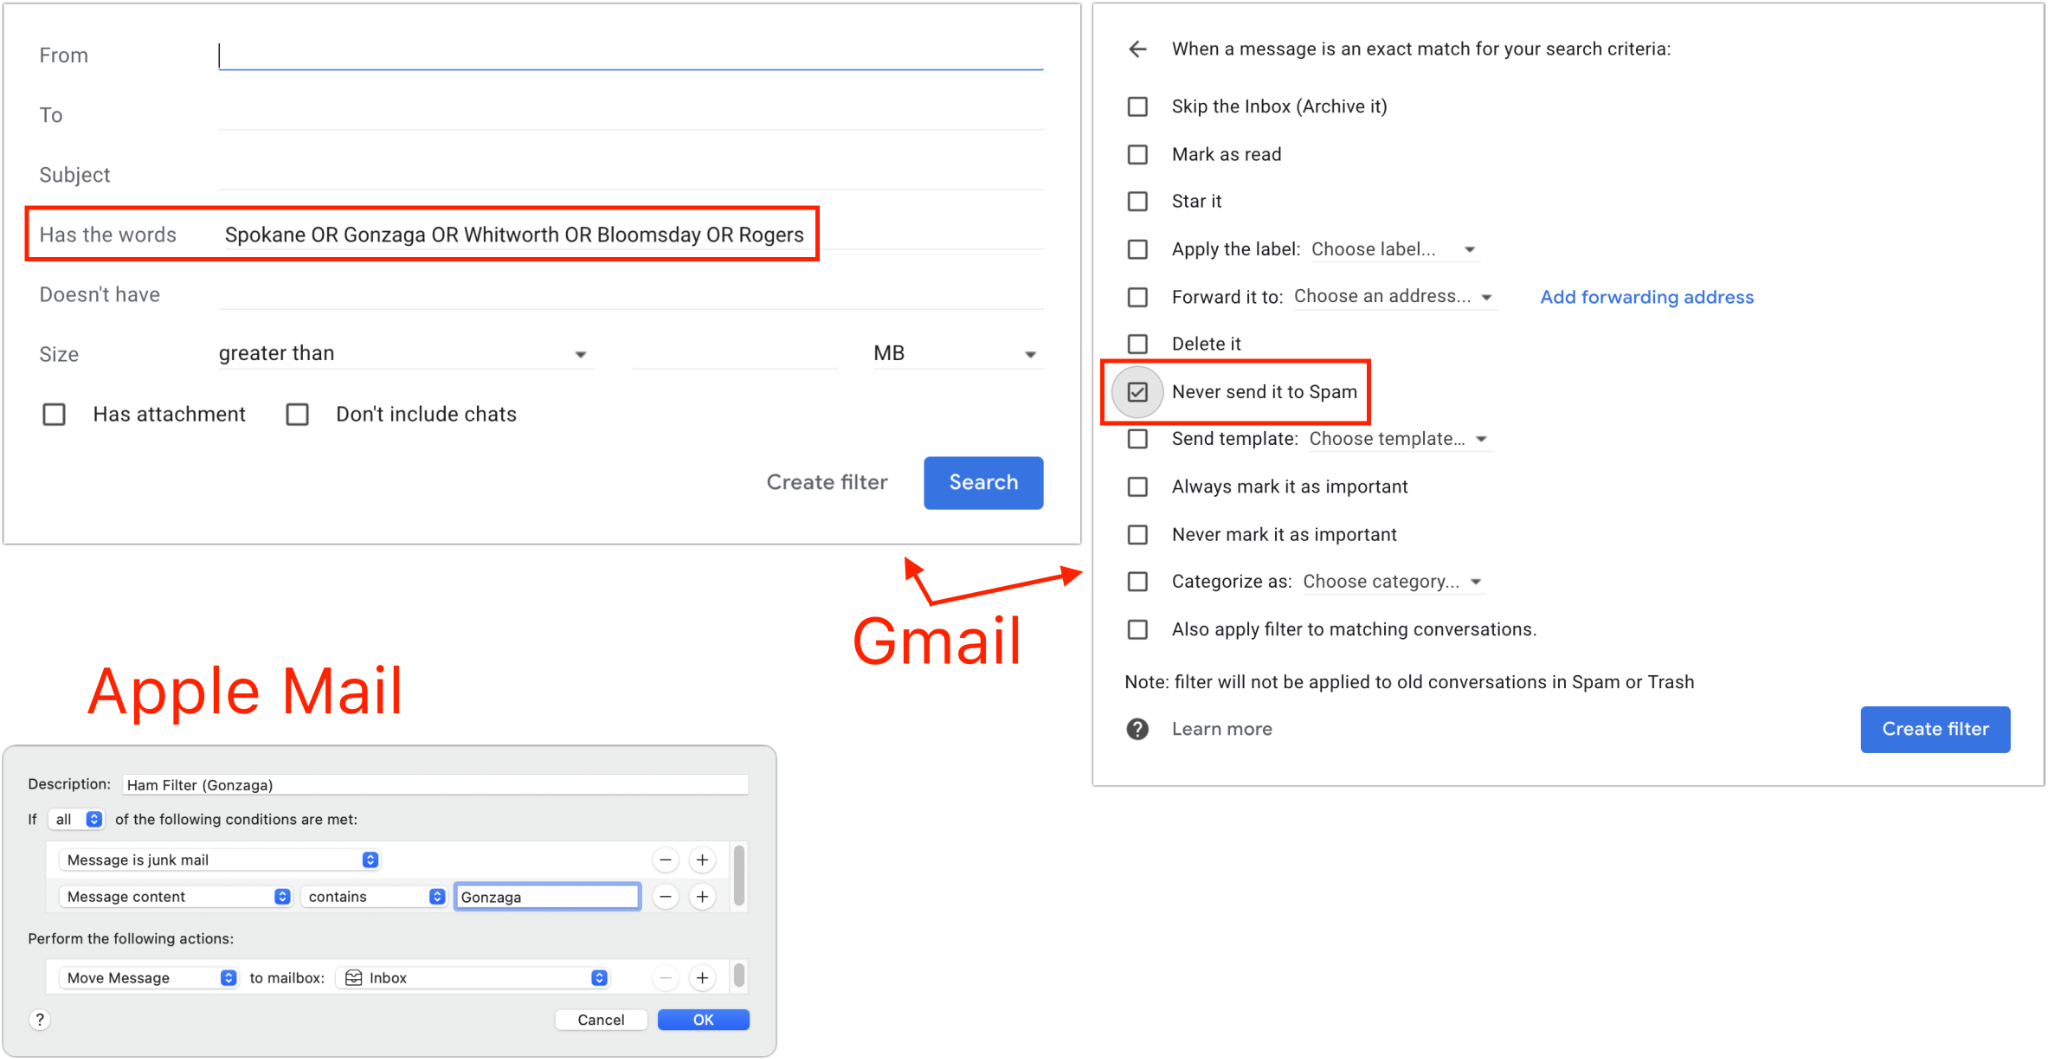 From
To
Subject
Has the words Spokane OR Gonzaga OR Whitworth OR Bloomsday OR Rogers
Doesn't have
Size greater than MB
Has attachment Don't include chats
Create filter Search
When a message is an exact match for your search criteria:
Skip the Inbox (Archive it)
Mark as read
Star it
Apply the label: Choose label...
Forward it to: Choose an address... Add forwarding address
Delete it
Never send it to Spam
Send template: Choose template...
Always mark it as important
Never mark it as important
Categorize as: Choose category...
Also apply filter to matching conversations.
Note: filter will not be applied to old conversations in Spam or Trash
? Learn more
Create filter
Gmail
Apple Mail
Description: Ham Filter (Gonzaga)
If all of the following conditions are met:
Message is junk mail
Message content contains Gonzaga
Perform the following actions:
Move Message to mailbox: Inbox
? Cancel OK